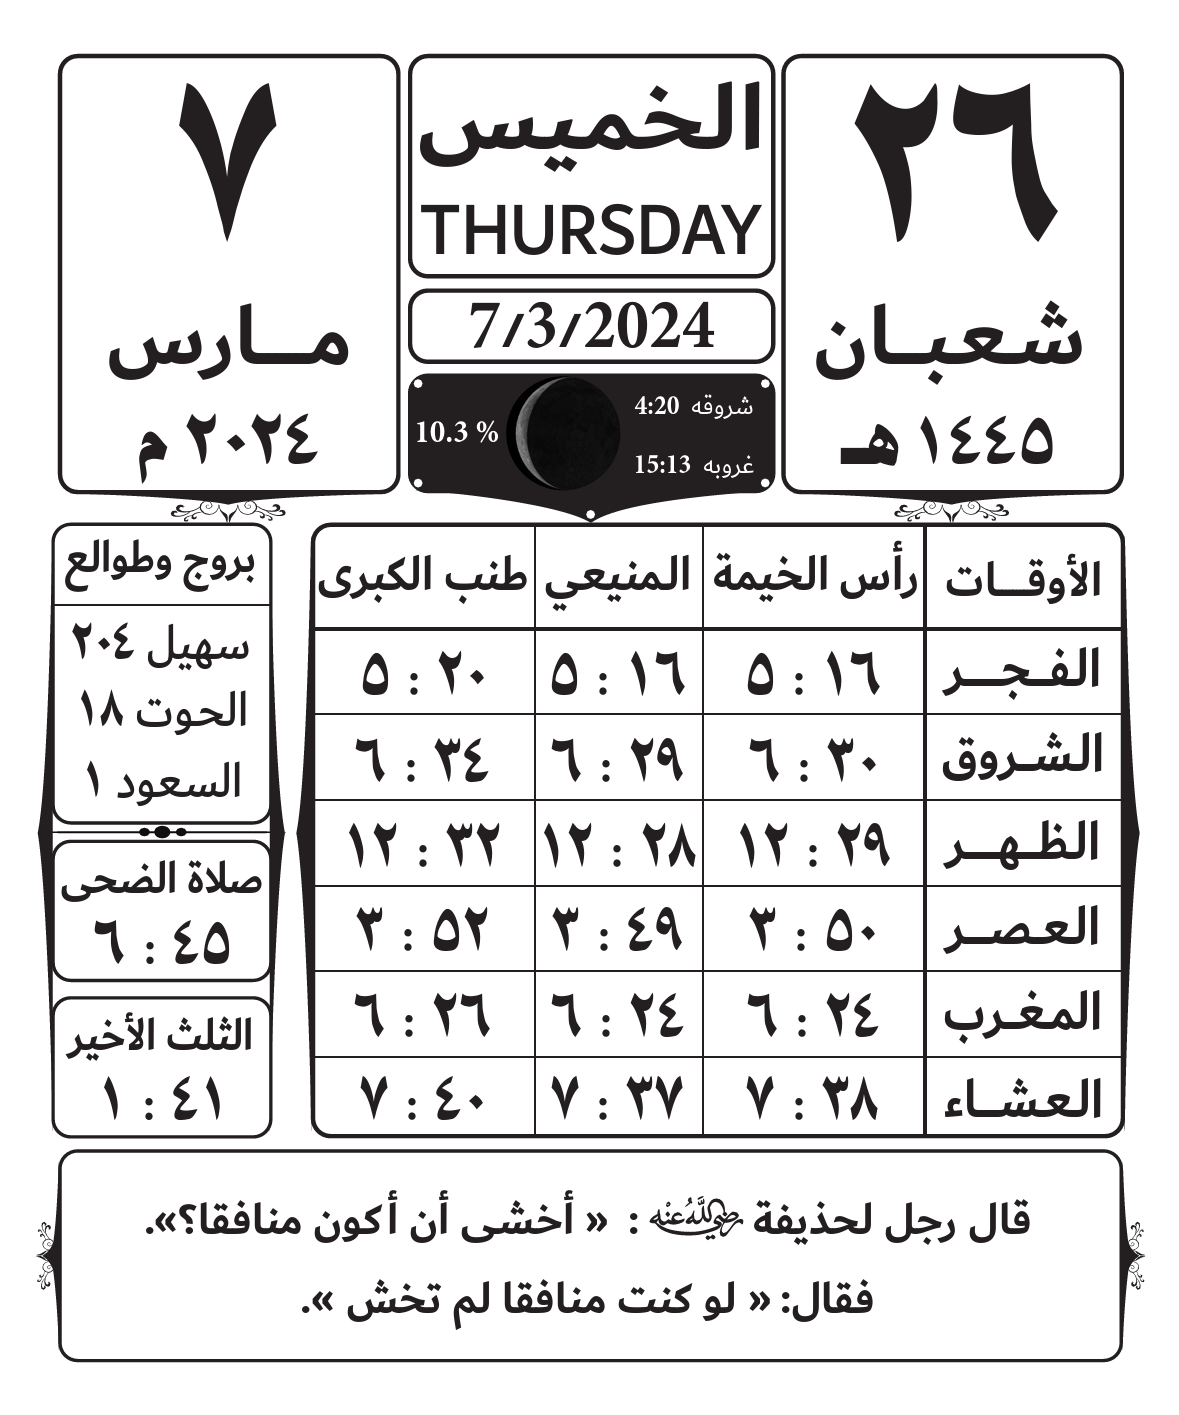 ٢٦
شعبان
١٤٤٥ هـ
الخميس
THURSDAY
7/3/2024
شروقه 4:20
غروبه 15:13
10.3 %
٧
مارس
٢٠٢٤ م
الأوقات رأس الخيمة المنيعي طنب الكبرى
الفجر ٥ : ١٦ ٥ : ١٦ ٥ : ٢٠
الشروق ٦ : ٣٠ ٦ : ٢٩ ٦ : ٣٤
الظهر ١٢ : ٢٩ ١٢ : ٢٨ ١٢ : ٣٢
العصر ٣ : ٥٠ ٣ : ٤٩ ٣ : ٥٢
المغرب ٦ : ٢٤ ٦ : ٢٤ ٦ : ٢٦
العشاء ٧ : ٣٨ ٧ : ٣٧ ٧ : ٤٠
بروج وطوالع
سهيل ٢٠٤
الحوت ١٨
السعود ١
صلاة الضحى
٦ : ٤٥
الثلث الأخير
١ : ٤١
قال رجل لحذيفة رضي الله عنه : « أخشى أن أكون منافقا؟».
فقال: « لو كنت منافقا لم تخش ».